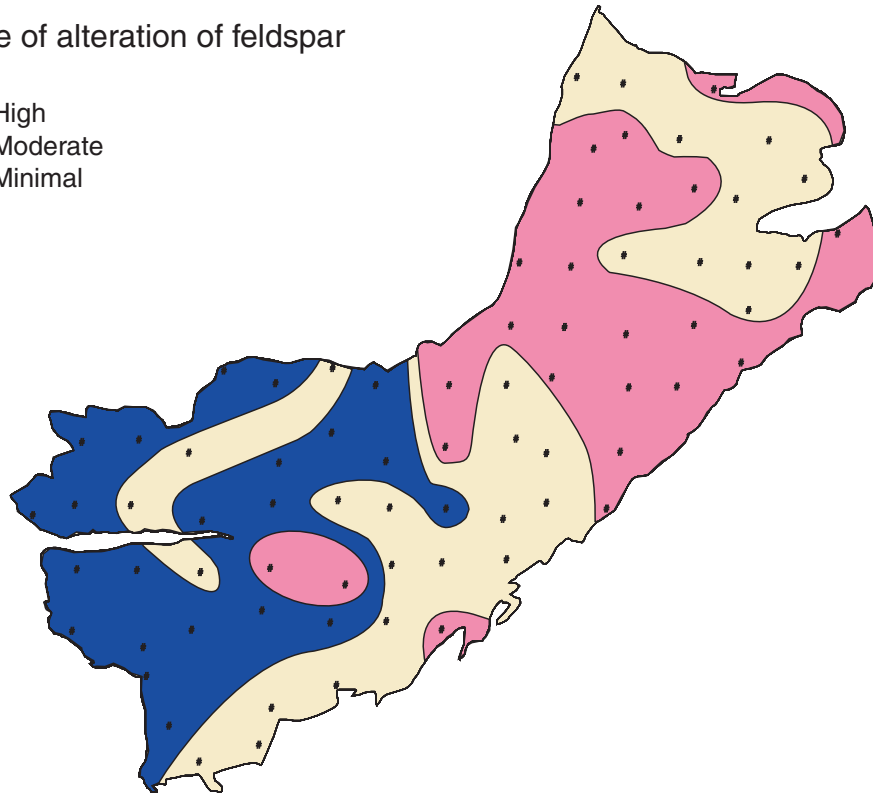 of alteration of feldspar
High
Moderate
Minimal